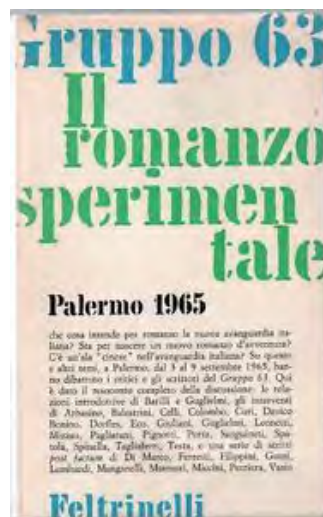 Gruppo 63
Il
romanzo
sperimen
tale
Palermo 1965
che cosa intende per romanzo la nuova avanguardia ita-
liana? Sta per nascere un nuovo romanzo d'avventura?
C'è un'ala "cinese" nell'avanguardia italiana? Su questo
e altri temi, a Palermo, dal 3 al 9 settembre 1965, han-
no dibattuto i critici e gli scrittori del Gruppo 63. Qui
è dato il resoconto completo della discussione: le rela-
zioni introduttive di Barilli e Guglielmi, gli interventi
di Arbasino, Balestrini, Celli, Colombo, Curi, Davico
Bonino, Dorfles, Eco, Giuliani, Guglielmi, Leonetti,
Manganelli, Pagliarani, Pignotti, Porta, Sanguineti, Spa-
tola, Spinella, Tagliaferri, Testa, e una serie di scritti
post factum di Di Marco, Ferretti, Filippini, Gozzi,
Lombardi, Manganelli, Marmori, Miccini, Perriera, Vasio
Feltrinelli